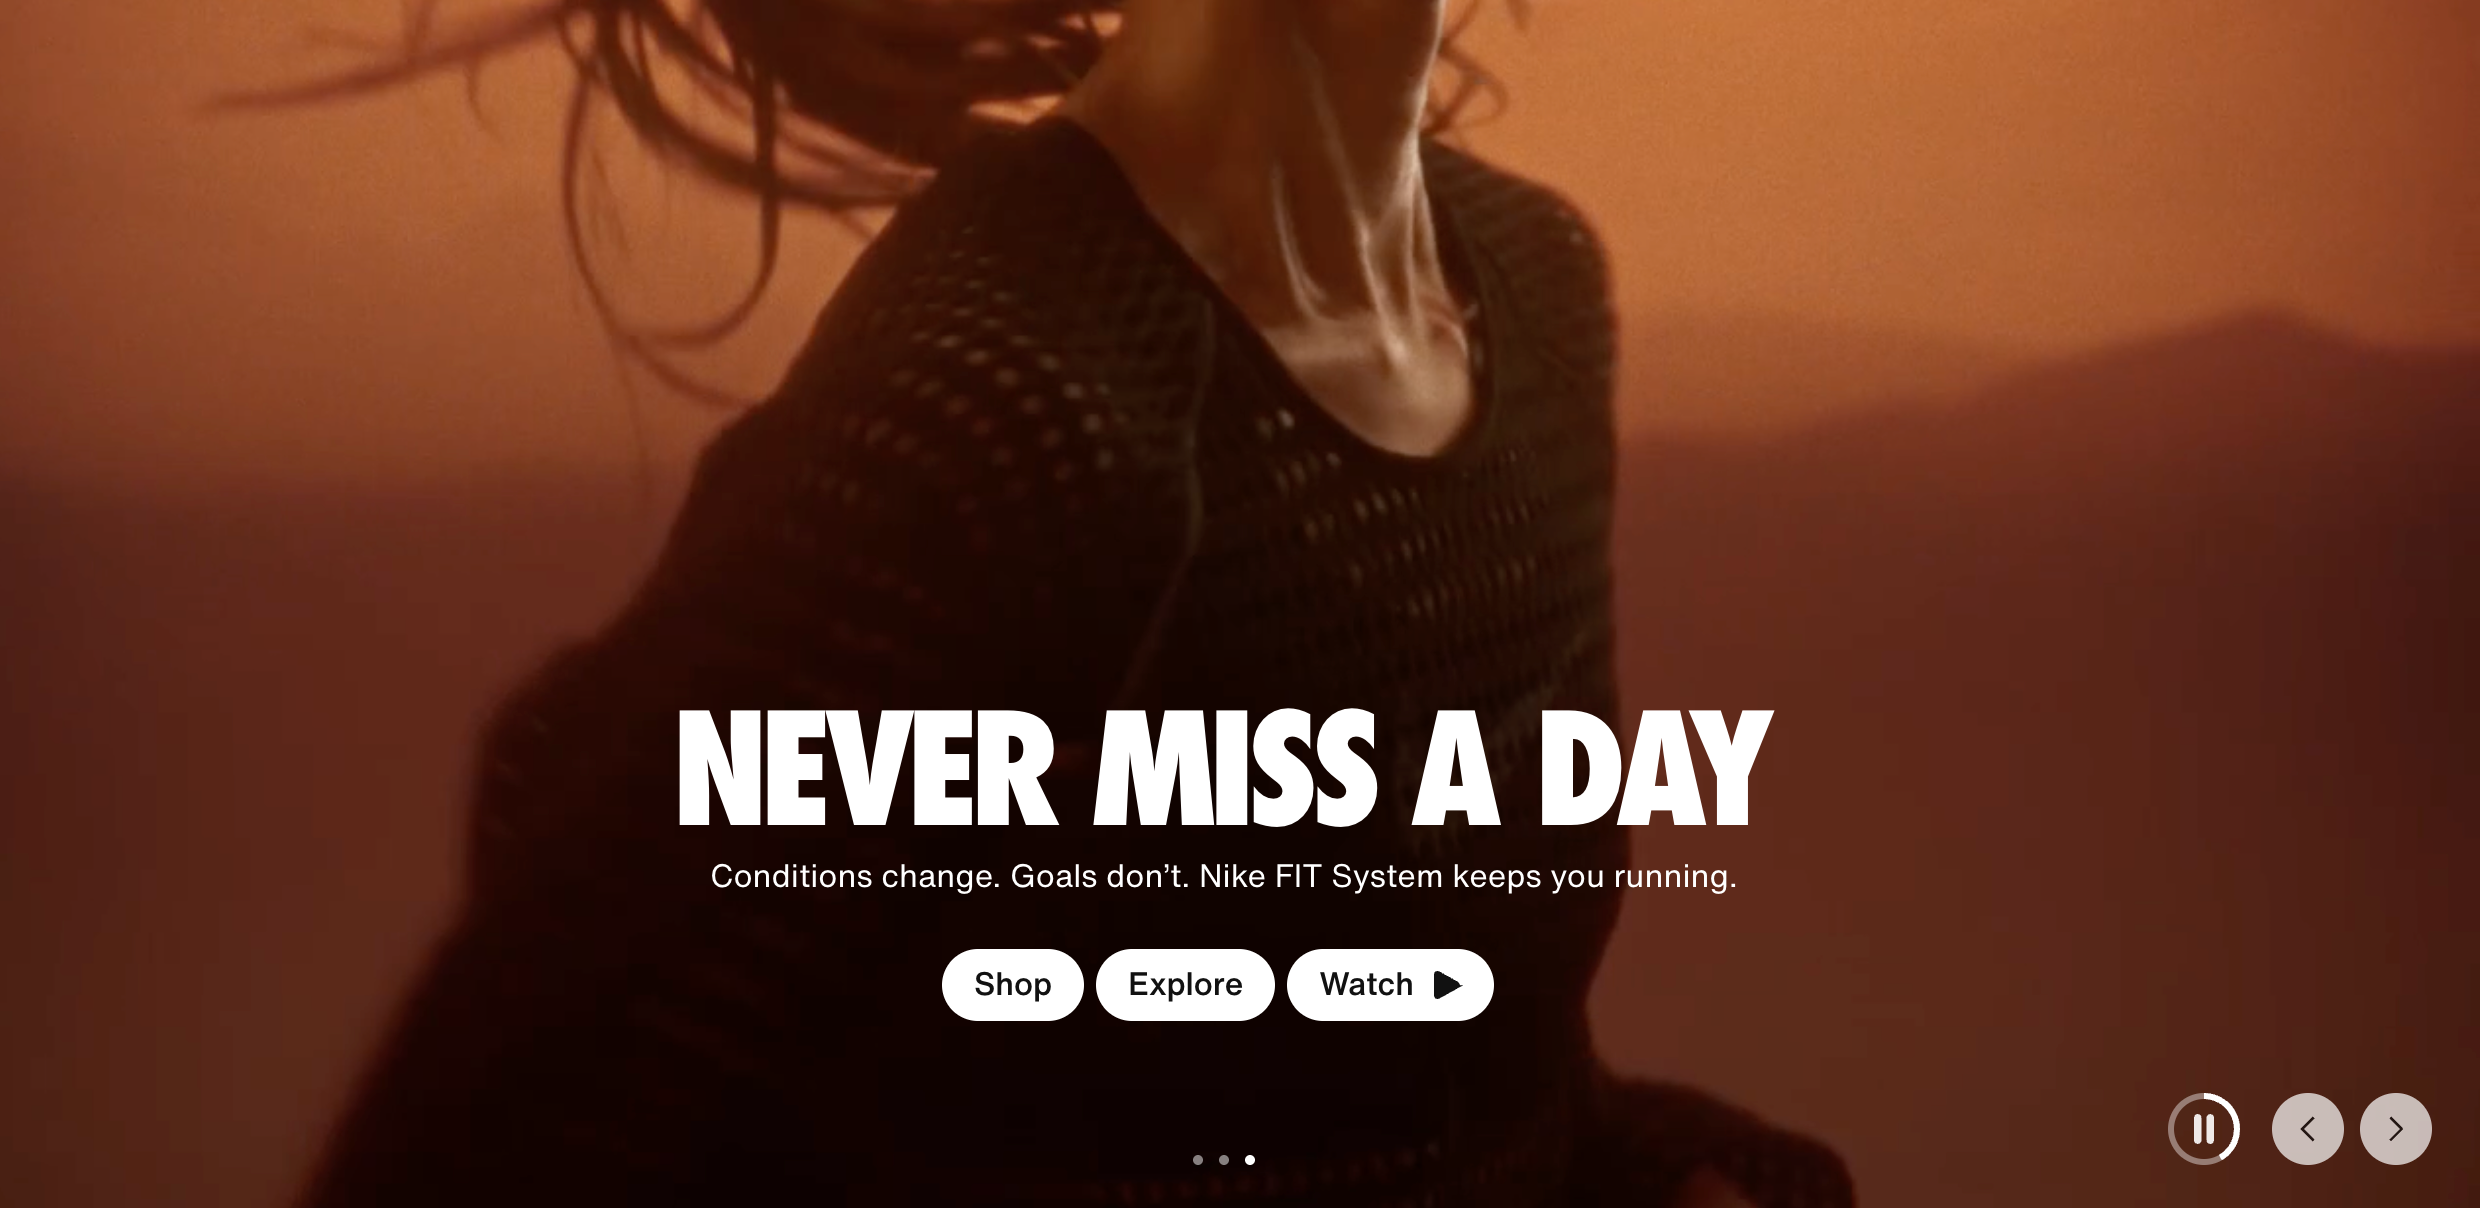 NEVER MISS A DAY
Conditions change. Goals don’t. Nike FIT System keeps you running.
Shop
Explore
Watch